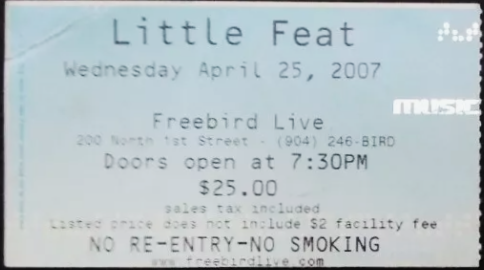 Little Feat
Wednesday April 25, 2007
music
Freebird Live
200 North 1st Street - (904) 246-BIRD
Doors open at 7:30PM
$25.00
sales tax included
Listed price does not include $2 facility fee
NO RE-ENTRY-NO SMOKING
www.freebirdlive.com